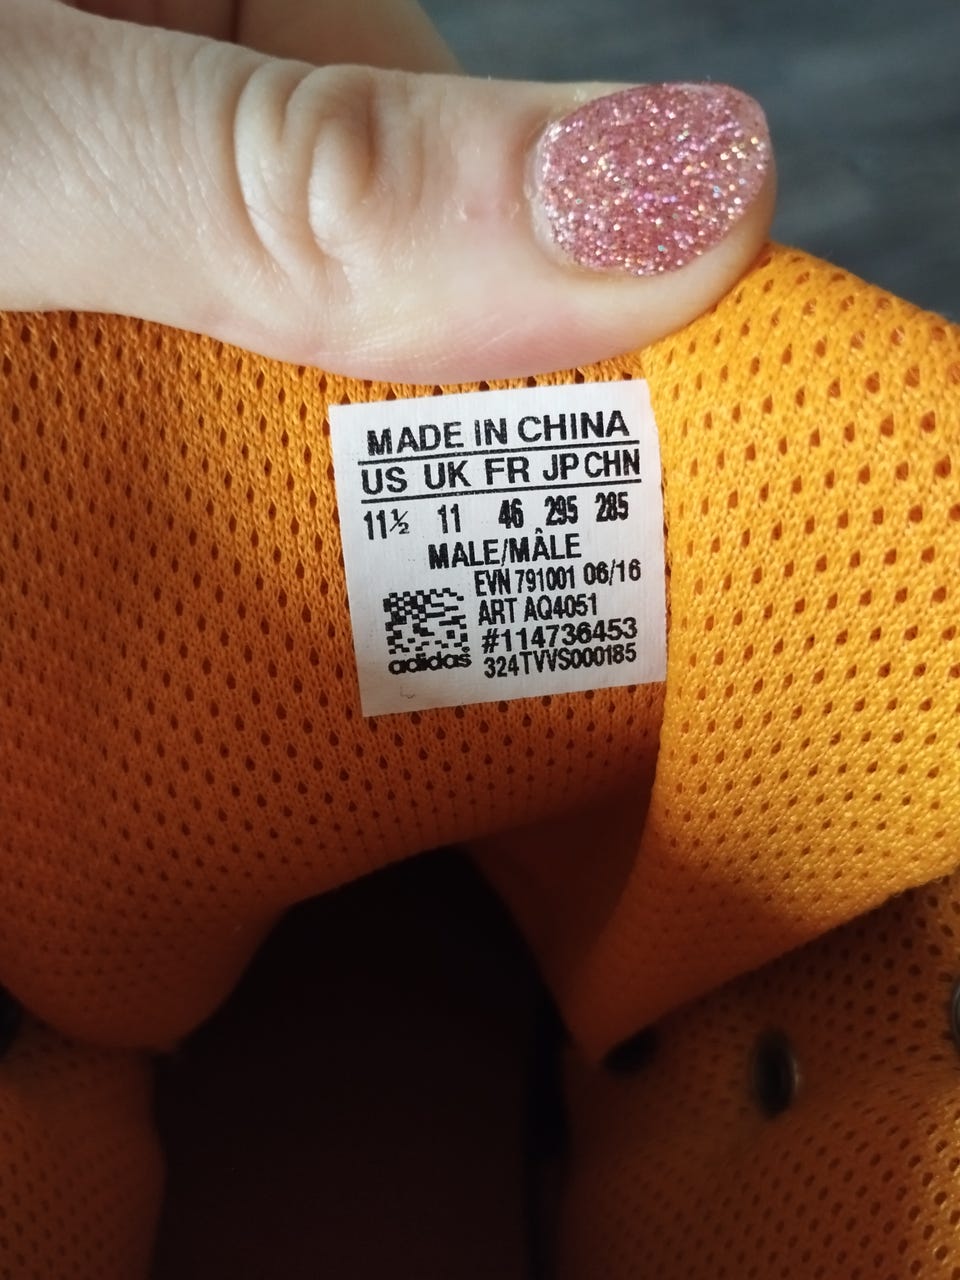 MADE IN CHINA
US UK FR JP CHN
11½ 11 46 295 285
MALE/MÂLE
EVN 791001 06/16
ART AQ4051
#114736453
adidas® 324TVVS000185